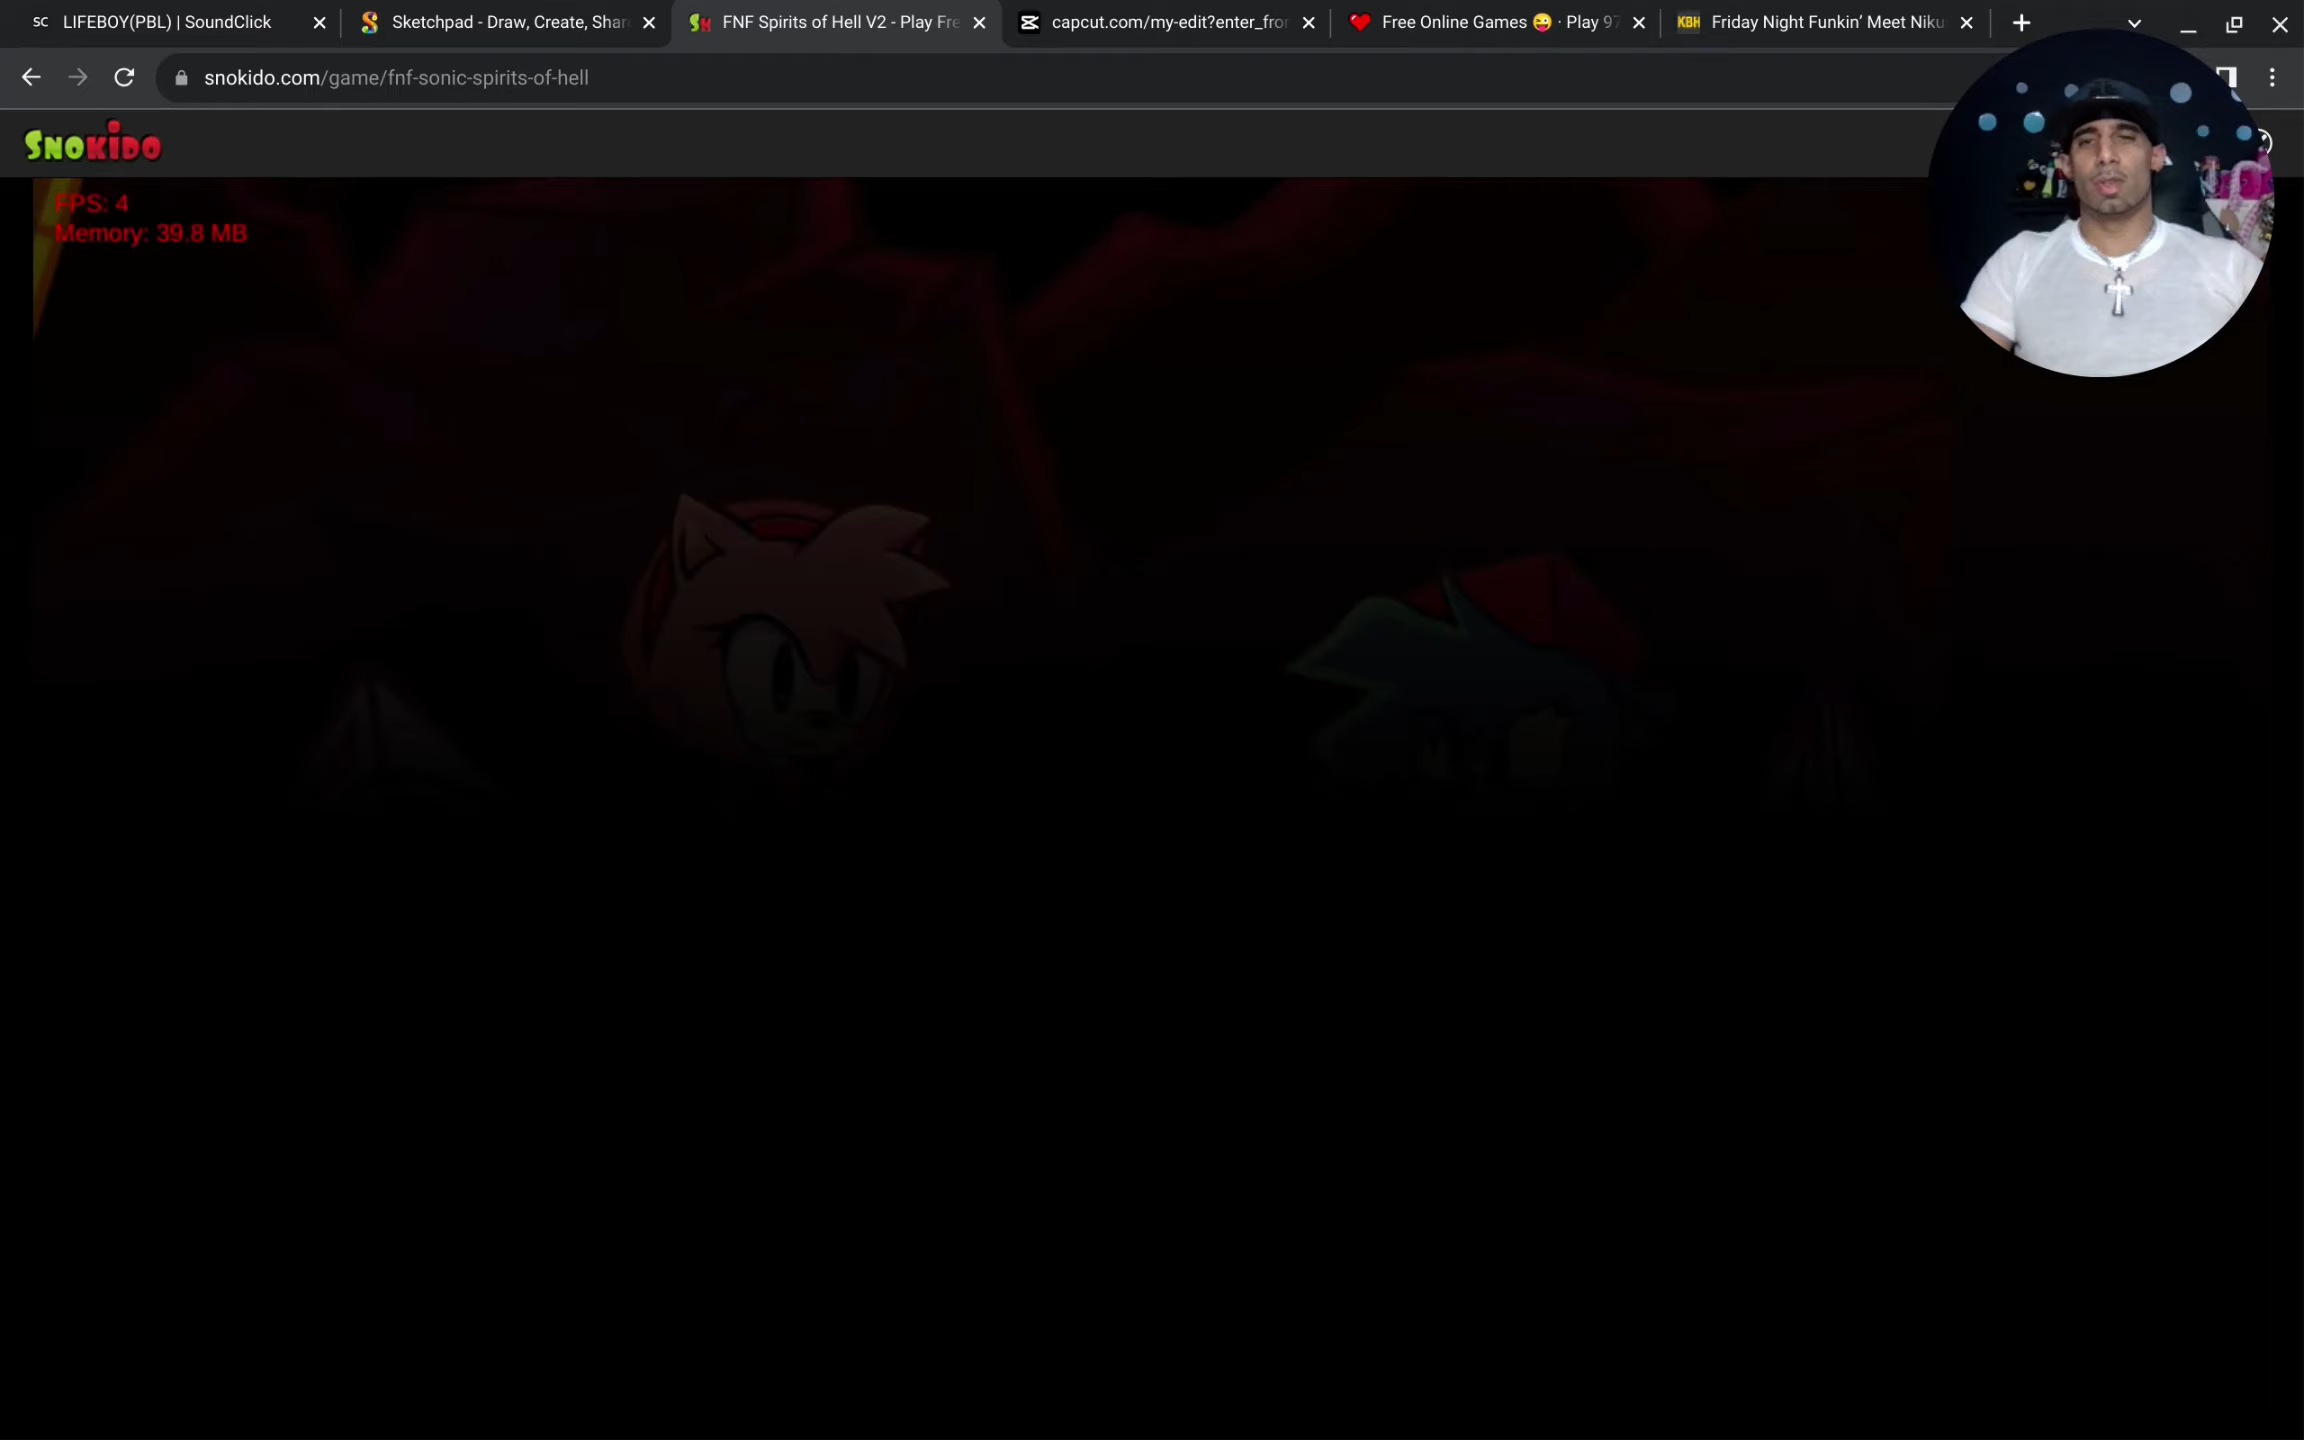 LIFEBOY(PBL) | SoundClick
Sketchpad - Draw, Create, Shar
FNF Spirits of Hell V2 - Play Fre
capcut.com/my-edit?enter_fro
Free Online Games 😜 · Play 97
KBH Friday Night Funkin' Meet Niku
snokido.com/game/fnf-sonic-spirits-of-hell
SNOKIDO
FPS: 4
Memory: 39.8 MB